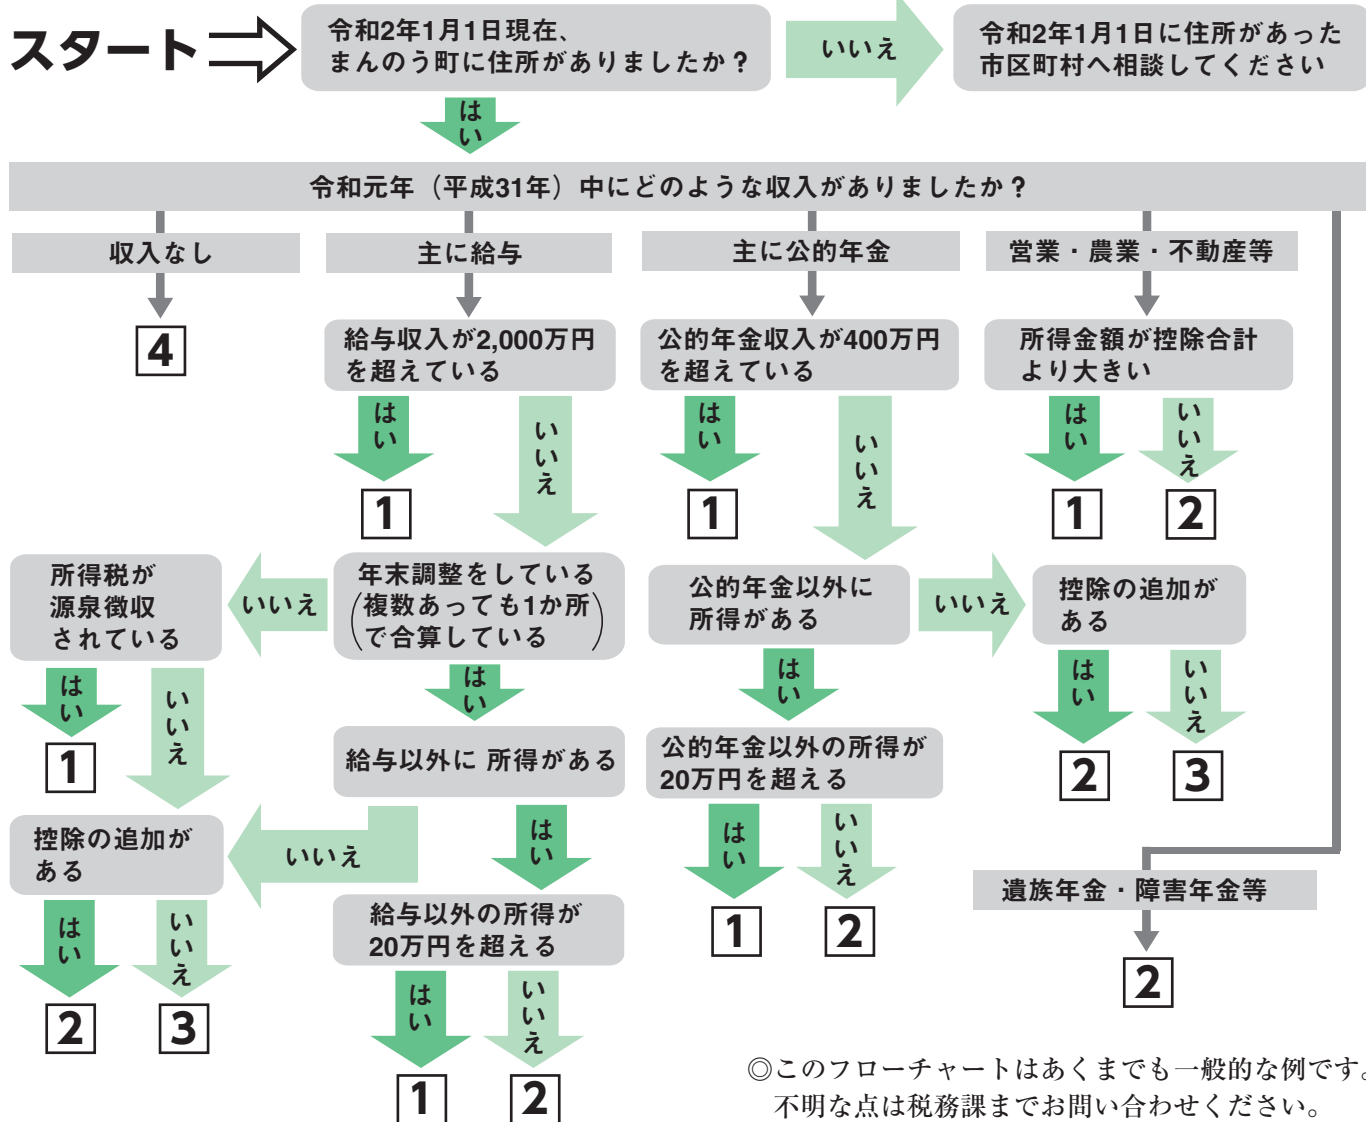 スタート
令和2年1月1日現在、
まんのう町に住所がありましたか？
いいえ
令和2年1月1日に住所があった
市区町村へ相談してください
はい
令和元年（平成31年）中にどのような収入がありましたか？
収入なし
主に給与
主に公的年金
営業・農業・不動産等
4
給与収入が2,000万円
を超えている
公的年金収入が400万円
を超えている
所得金額が控除合計
より大きい
はい
いいえ
はい
いいえ
はい
いいえ
1
1
1
2
所得税が
源泉徴収
されている
いいえ
年末調整をしている
（複数あっても1か所
で合算している）
公的年金以外に
所得がある
いいえ
控除の追加が
ある
はい
いいえ
はい
はい
はい
いいえ
1
給与以外に 所得がある
公的年金以外の所得が
20万円を超える
2
3
控除の追加が
ある
いいえ
はい
はい
いいえ
遺族年金・障害年金等
はい
いいえ
給与以外の所得が
20万円を超える
1
2
2
2
3
はい
いいえ
1
2
◎このフローチャートはあくまでも一般的な例です。
不明な点は税務課までお問い合わせください。